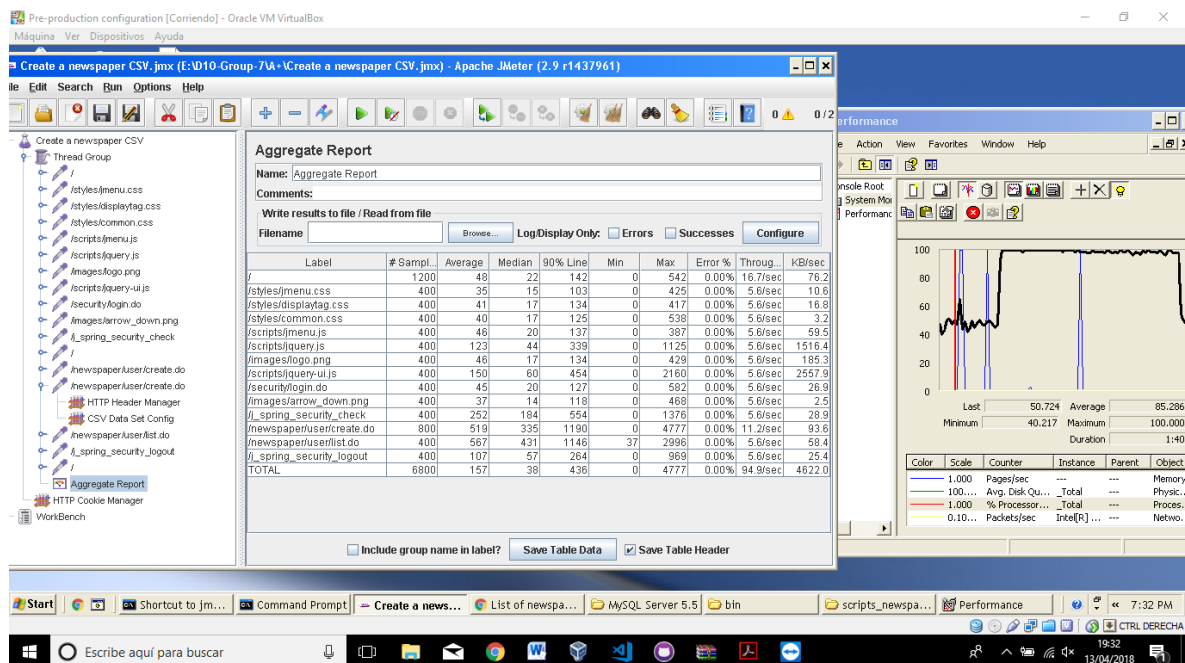 Pre-production configuration [Corriendo] - Oracle VM VirtualBox
Máquina Ver Dispositivos Ayuda
Create a newspaper CSV.jmx (E:\D10-Group-7\A+\Create a newspaper CSV.jmx) - Apache JMeter (2.9 r1437961)
ile Edit Search Run Options Help
0 0/2
Create a newspaper CSV
Thread Group
/
/styles/jmenu.css
/styles/displaytag.css
/styles/common.css
/scripts/jmenu.js
/scripts/jquery.js
/images/logo.png
/scripts/jquery-ui.js
/security/login.do
/images/arrow_down.png
/j_spring_security_check
/
/newspaper/user/create.do
/newspaper/user/create.do
HTTP Header Manager
CSV Data Set Config
/newspaper/user/list.do
/j_spring_security_logout
/
Aggregate Report
HTTP Cookie Manager
WorkBench
Aggregate Report
Name: Aggregate Report
Comments:
Write results to file / Read from file
Filename Browse... Log/Display Only: Errors Successes Configure
Label # Sampl... Average Median 90% Line Min Max Error % Throug... KB/sec
/ 1200 48 22 142 0 542 0.00% 16.7/sec 76.2
/styles/jmenu.css 400 35 15 103 0 425 0.00% 5.6/sec 10.6
/styles/displaytag.css 400 41 17 134 0 417 0.00% 5.6/sec 16.8
/styles/common.css 400 40 17 125 0 538 0.00% 5.6/sec 3.2
/scripts/jmenu.js 400 46 20 137 0 387 0.00% 5.6/sec 59.5
/scripts/jquery.js 400 123 44 339 0 1125 0.00% 5.6/sec 1516.4
/images/logo.png 400 46 17 134 0 429 0.00% 5.6/sec 185.3
/scripts/jquery-ui.js 400 150 60 454 0 2160 0.00% 5.6/sec 2557.9
/security/login.do 400 45 20 127 0 582 0.00% 5.6/sec 26.9
/images/arrow_down.png 400 37 14 118 0 468 0.00% 5.6/sec 2.5
/j_spring_security_check 400 252 184 554 0 1376 0.00% 5.6/sec 28.9
/newspaper/user/create.do 800 519 335 1190 0 4777 0.00% 11.2/sec 93.6
/newspaper/user/list.do 400 567 431 1146 37 2996 0.00% 5.6/sec 58.4
/j_spring_security_logout 400 107 57 264 0 969 0.00% 5.6/sec 25.4
TOTAL 6800 157 38 436 0 4777 0.00% 94.9/sec 4622.0
Include group name in label? Save Table Data Save Table Header
erformance
Action View Favorites Window Help
nsole Root
System Mo
Performanc
100
80
60
40
20
0
Last 50.724 Average 85.286
Minimum 40.217 Maximum 100.000
Duration 1:40
Color Scale Counter Instance Parent Object
1.000 Pages/sec --- --- Memory
100.... Avg. Disk Qu... _Total --- Physic..
1.000 % Processor... _Total --- Proces..
0.10... Packets/sec Intel[R] ... --- Netwo..
Start Shortcut to jm... Command Prompt Create a news... List of newspa... MySQL Server 5.5 bin scripts_newspa... Performance « 7:32 PM
CTRL DERECHA
Escribe aquí para buscar
19:32
13/04/2018